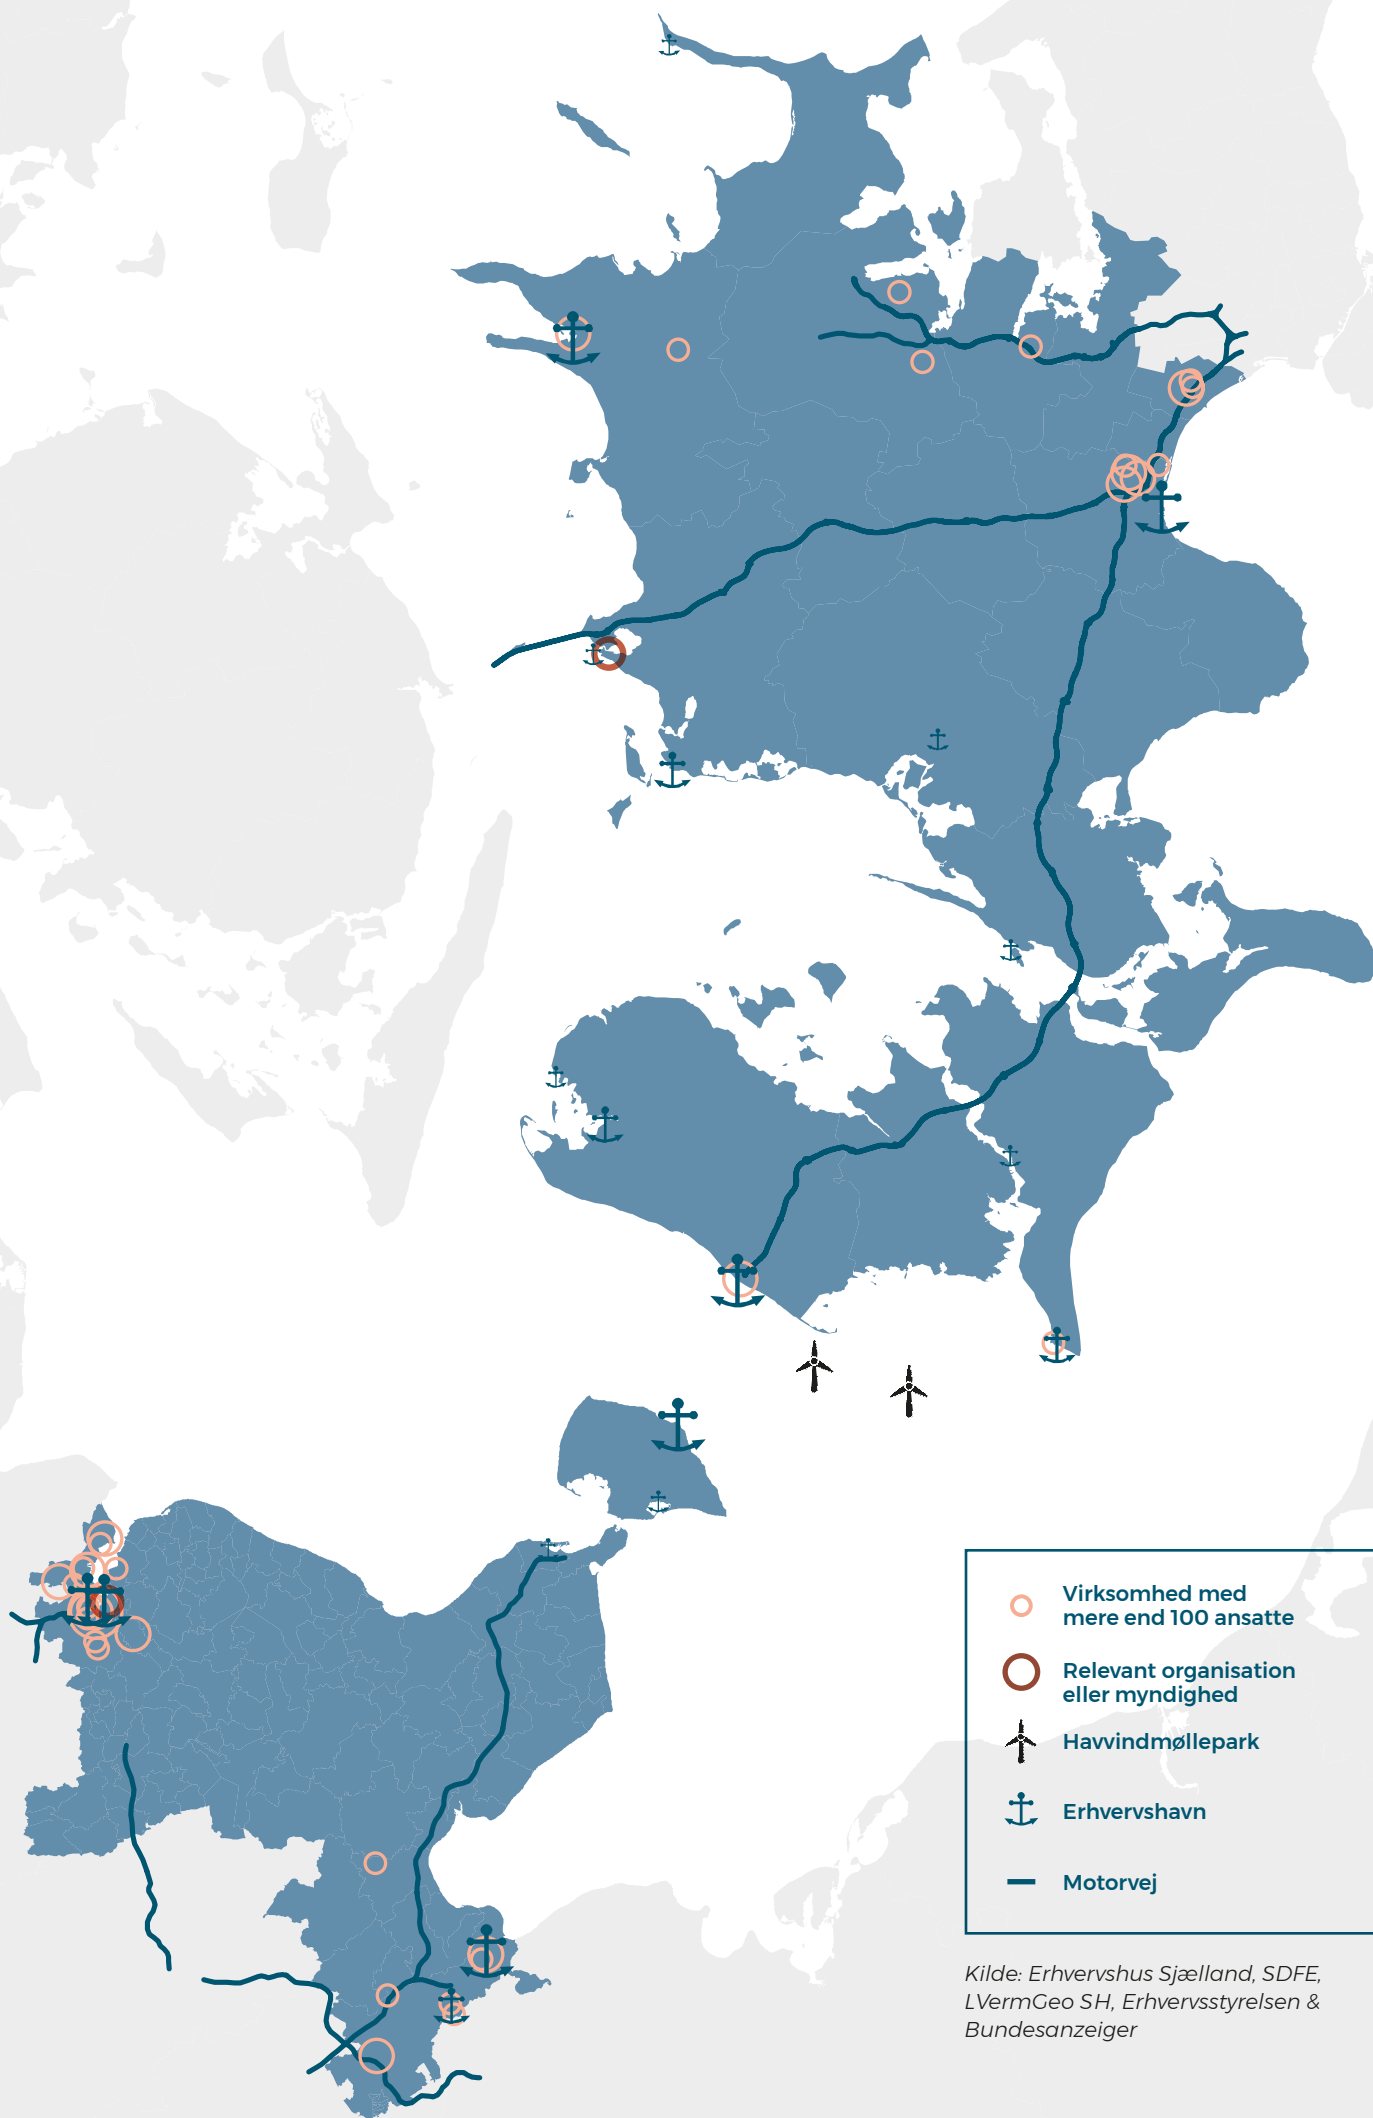 Virksomhed med
mere end 100 ansatte
Relevant organisation
eller myndighed
Havvindmøllepark
Erhvervshavn
Motorvej
Kilde: Erhvervshus Sjælland, SDFE,
LVermGeo SH, Erhvervsstyrelsen &
Bundesanzeiger